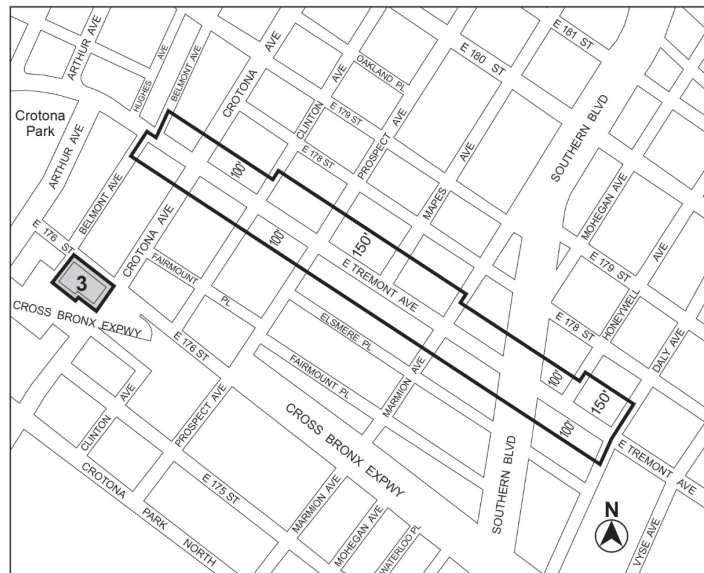 E 181 ST
E 180 ST
OAKLAND PL
ARTHUR AVE
HUGHES AVE
BELMONT AVE
CROTONA AVE
CLINTON AVE
E 179 ST
PROSPECT AVE
MAPES AVE
SOUTHERN BLVD
Crotona
Park
ARTHUR AVE
BELMONT AVE
E 178 ST
100'
MOHEGAN AVE
E 179 ST
HONEYWELL AVE
E 176 ST
3
CROTONA AVE
FAIRMOUNT PL
100'
150'
E TREMONT AVE
E 178 ST
DALY AVE
CROSS BRONX EXPWY
E 176 ST
ELSMERE PL
FAIRMOUNT PL
MARMION AVE
100'
150'
100'
CLINTON AVE
PROSPECT AVE
CROSS BRONX EXPWY
SOUTHERN BLVD
E TREMONT AVE
CROTONA PARK NORTH
E 175 ST
MARMION AVE
MOHEGAN AVE
WATERLOO PL
N
VYSE AVE